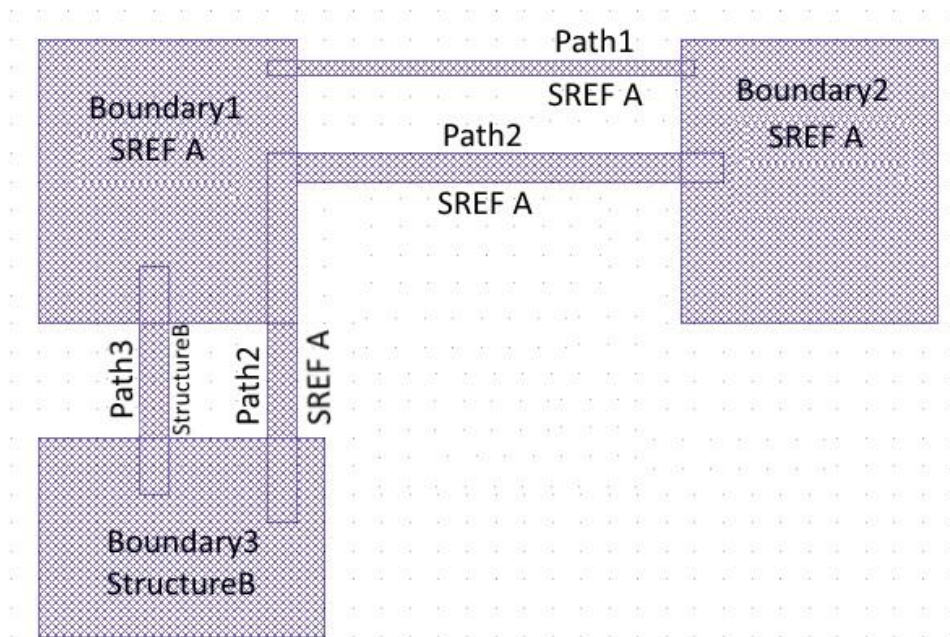 Path1
SREF A
Boundary1
SREF A
Boundary2
SREF A
Path2
SREF A
Path3
StructureB
Path2
SREF A
Boundary3
StructureB